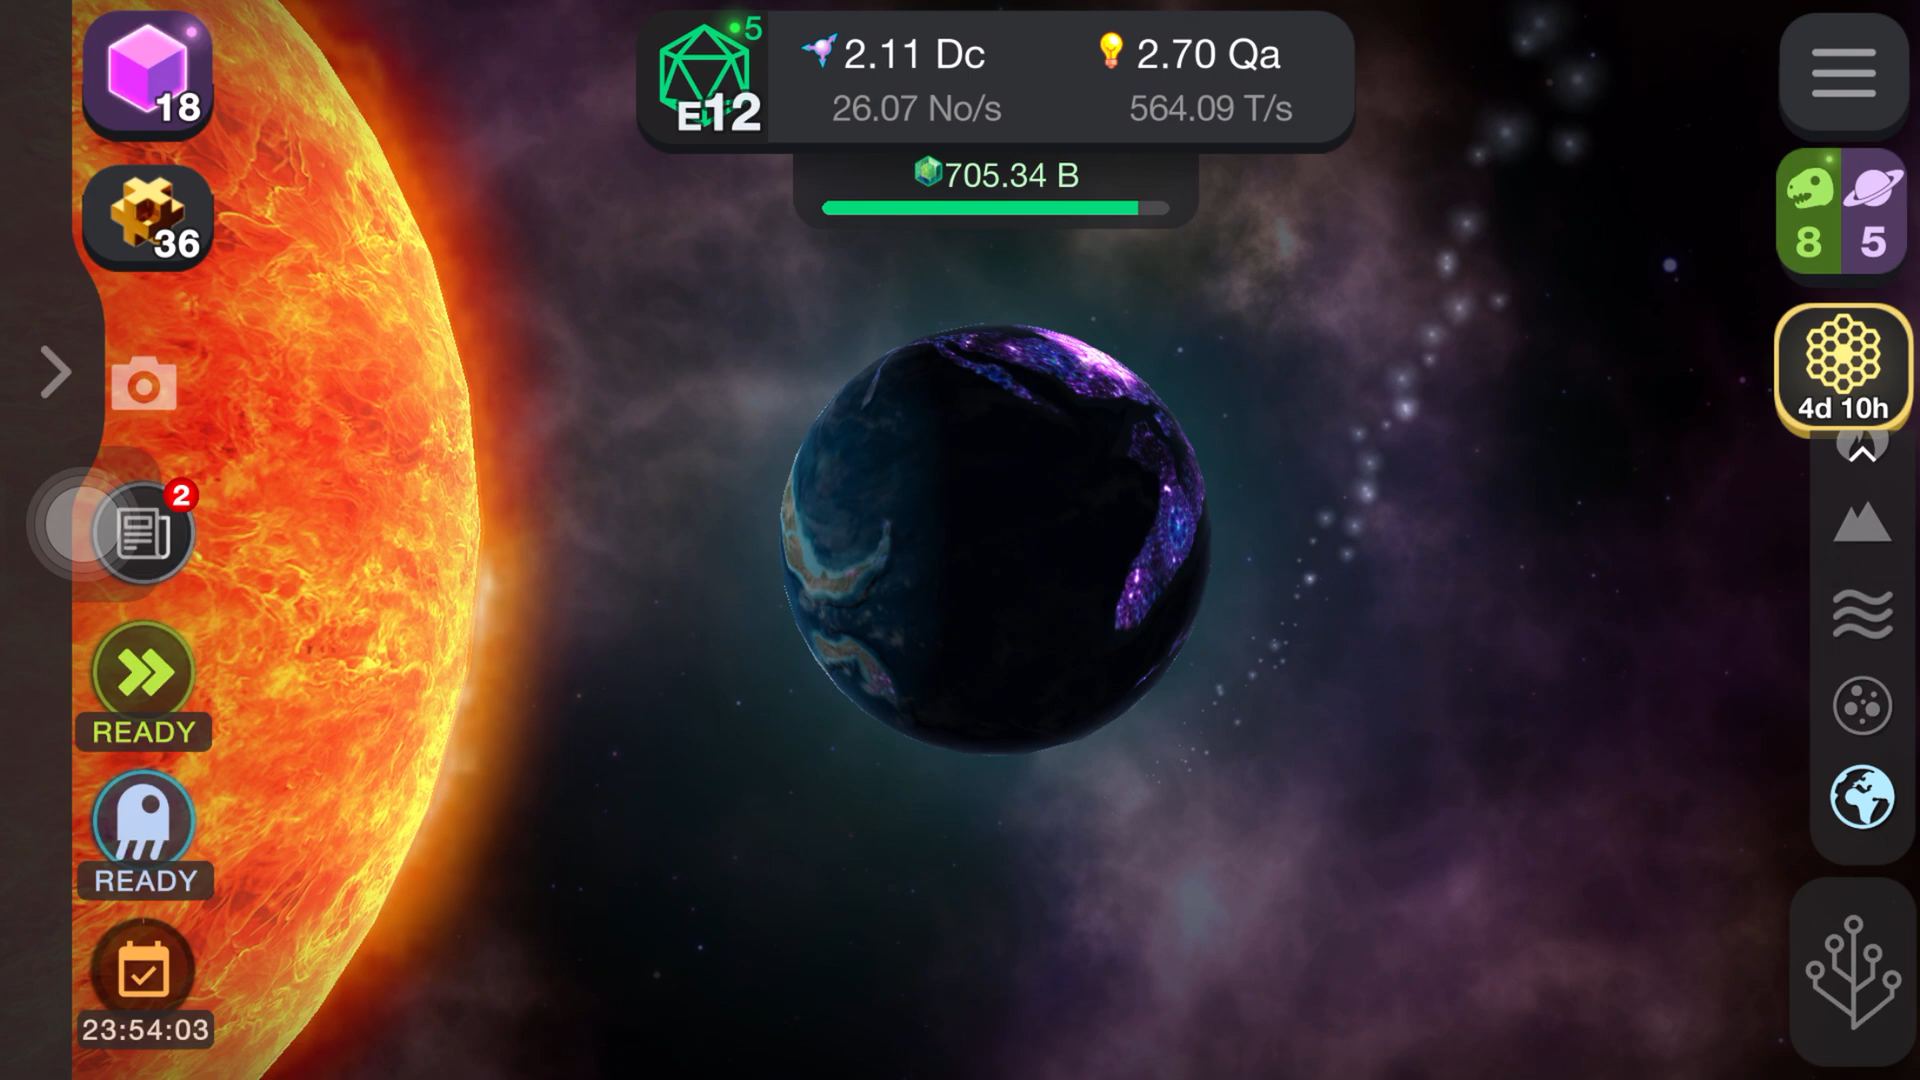 18
36
5
E12
2.11 Dc
26.07 No/s
2.70 Qa
564.09 T/s
705.34 B
8
5
4d 10h
2
READY
READY
23:54:03